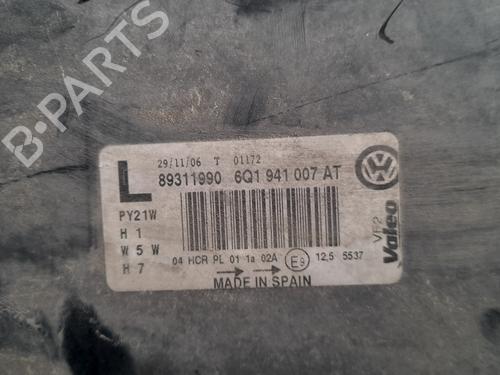 B-PARTS
29/11/06 T 01172
L 89311990 6Q1 941 007 AT
PY21W
H 1
W 5 W
H 7
04 HCR PL 01 1a 02A E9 12,5 5537
MADE IN SPAIN
VF2
Valeo